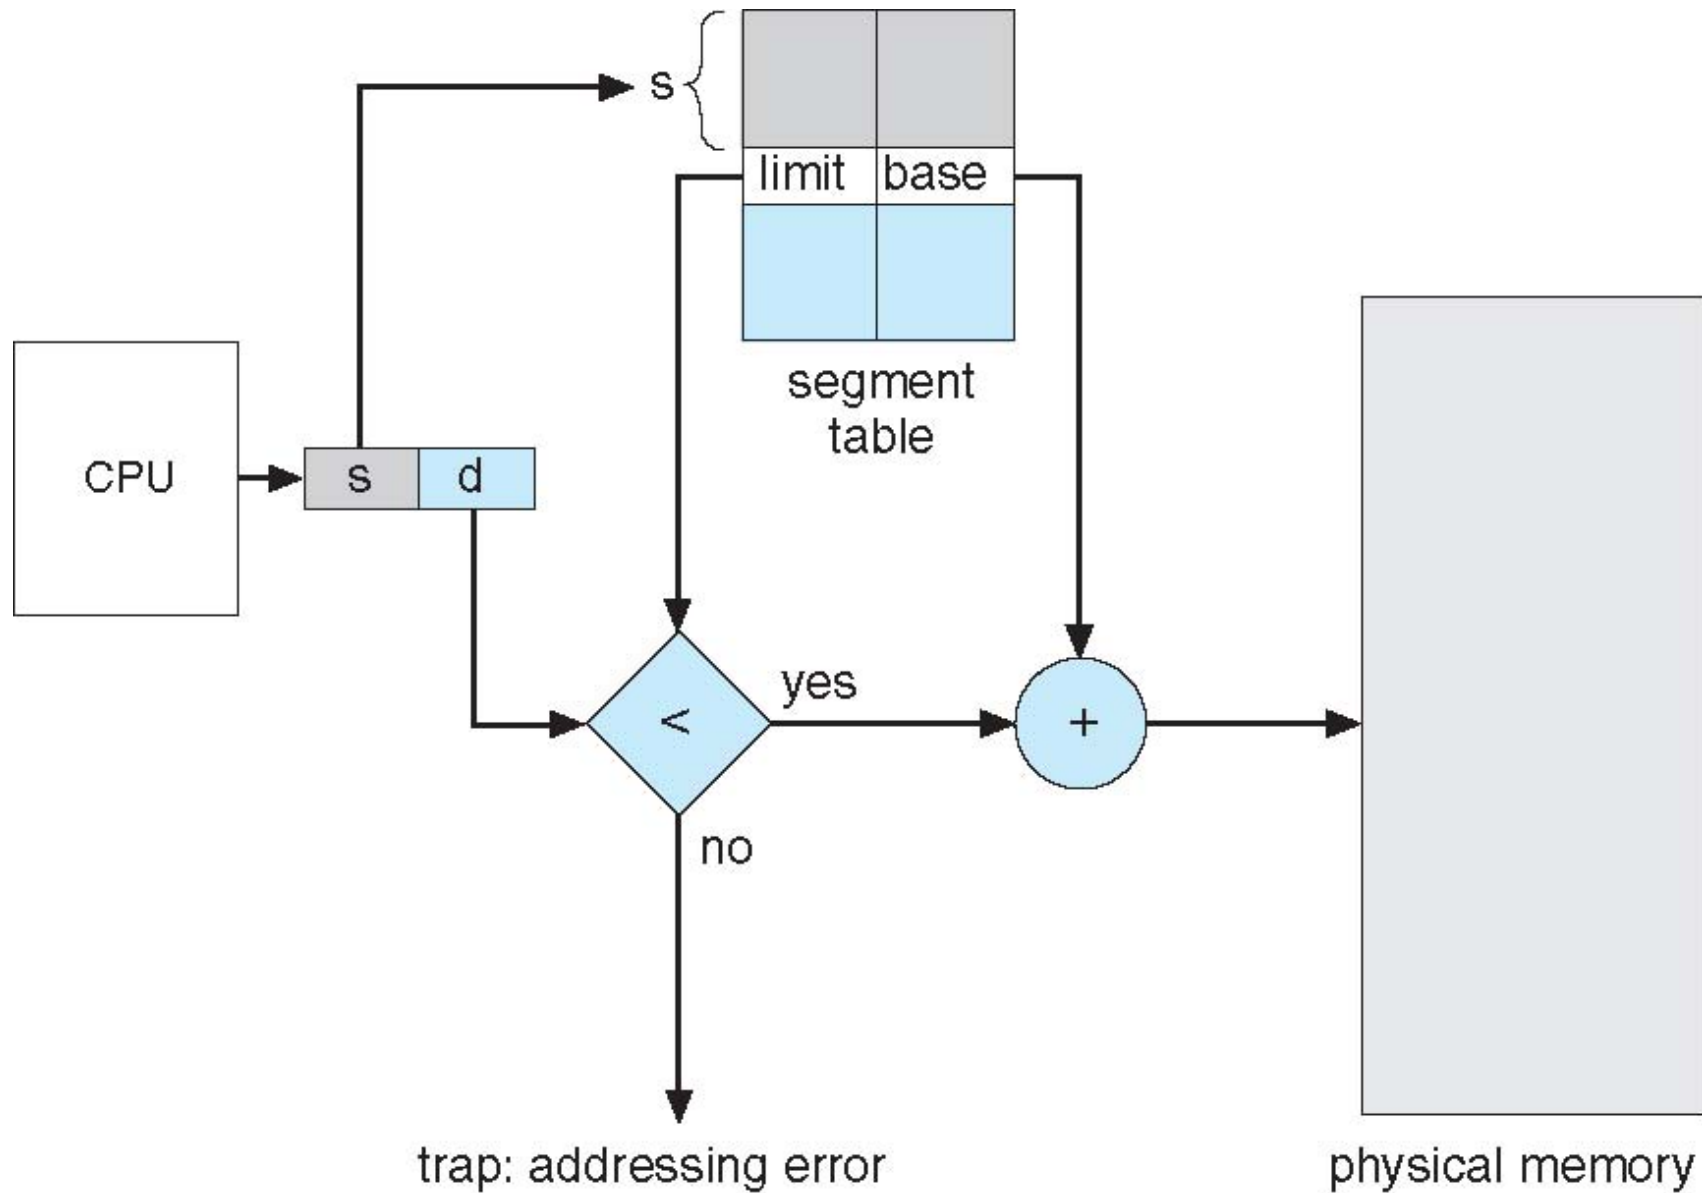 s
limit base
segment
table
CPU
s d
<
yes
+
no
trap: addressing error
physical memory